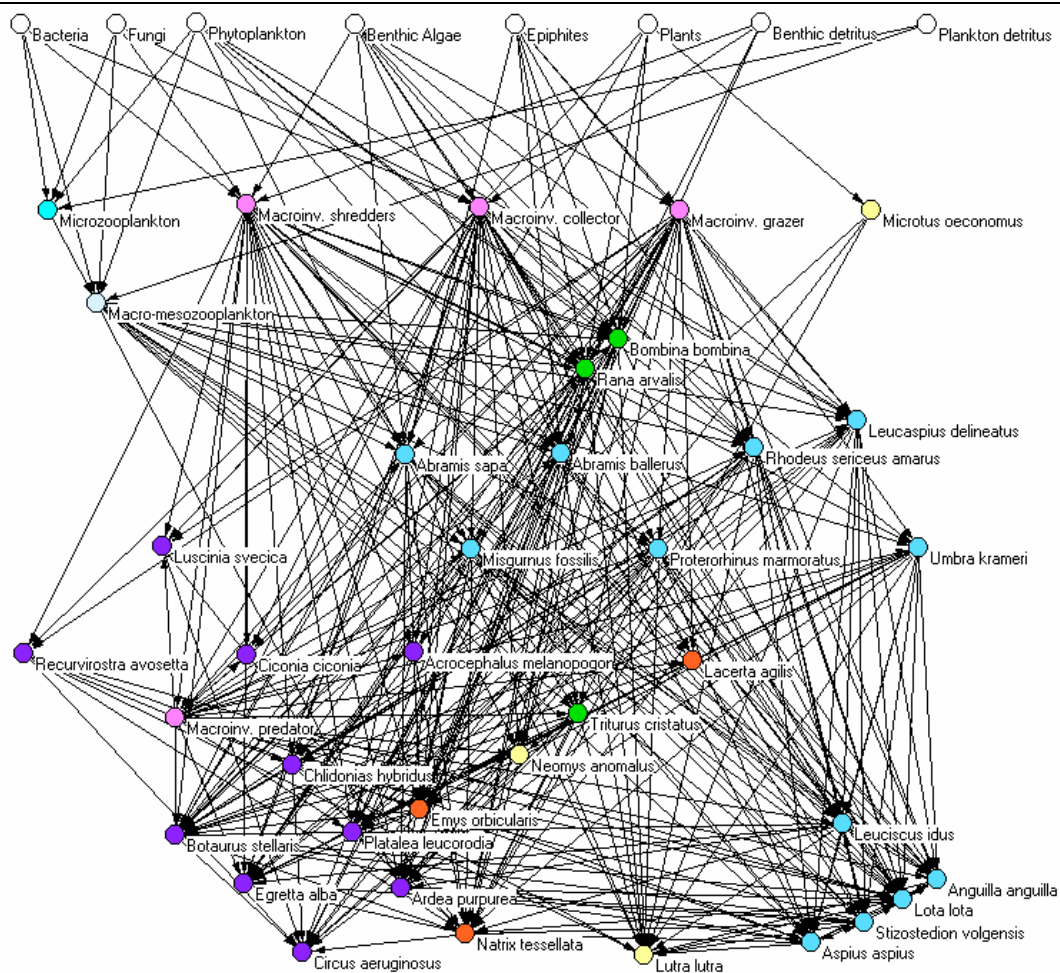 Bacteria
Fungi
Phytoplankton
Benthic Algae
Epiphites
Plants
Benthic detritus
Plankton detritus
Microzooplankton
Macroinv. shredders
Macroinv. collector
Macroinv. grazer
Microtus oeconomus
Macro-mesozooplankton
Bombina bombina
Rana arvalis
Leucaspius delineatus
Abramis sapa
Abramis ballerus
Rhodeus sericeus amarus
Luscinia svecica
Misgurnus fossilis
Proterorhinus marmoratus
Umbra krameri
Recurvirostra avosetta
Ciconia ciconia
Acrocephalus melanopogon
Lacerta agilis
Macroinv. predator
Triturus cristatus
Chlidonias hybridus
Neomys anomalus
Emys orbicularis
Botaurus stellaris
Platalea leucorodia
Leuciscus idus
Egretta alba
Ardea purpurea
Anguilla anguilla
Lota lota
Stizostedion volgensis
Natrix tessellata
Aspius aspius
Circus aeruginosus
Lutra lutra